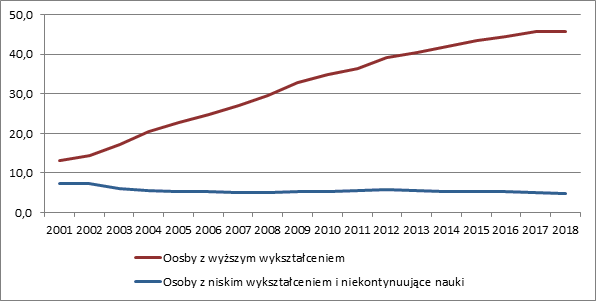 50,0
40,0
30,0
20,0
10,0
0,0
2001 2002 2003 2004 2005 2006 2007 2008 2009 2010 2011 2012 2013 2014 2015 2016 2017 2018
Oosby z wyższym wykształceniem
Osoby z niskim wykształceniem i niekontynuujące nauki